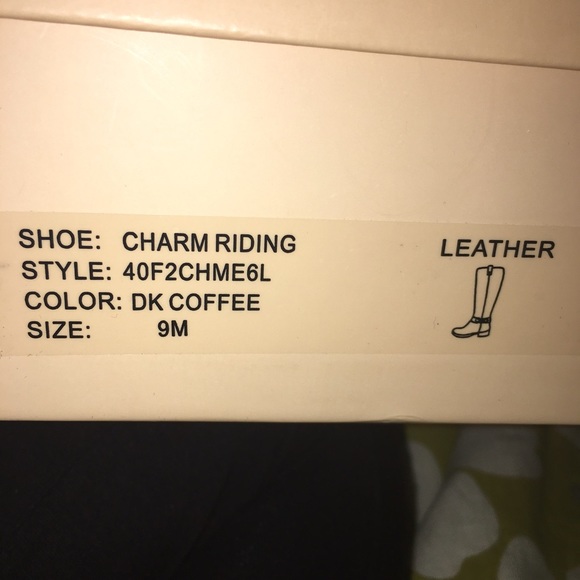 SHOE: CHARM RIDING
STYLE: 40F2CHME6L
COLOR: DK COFFEE
SIZE: 9M
LEATHER